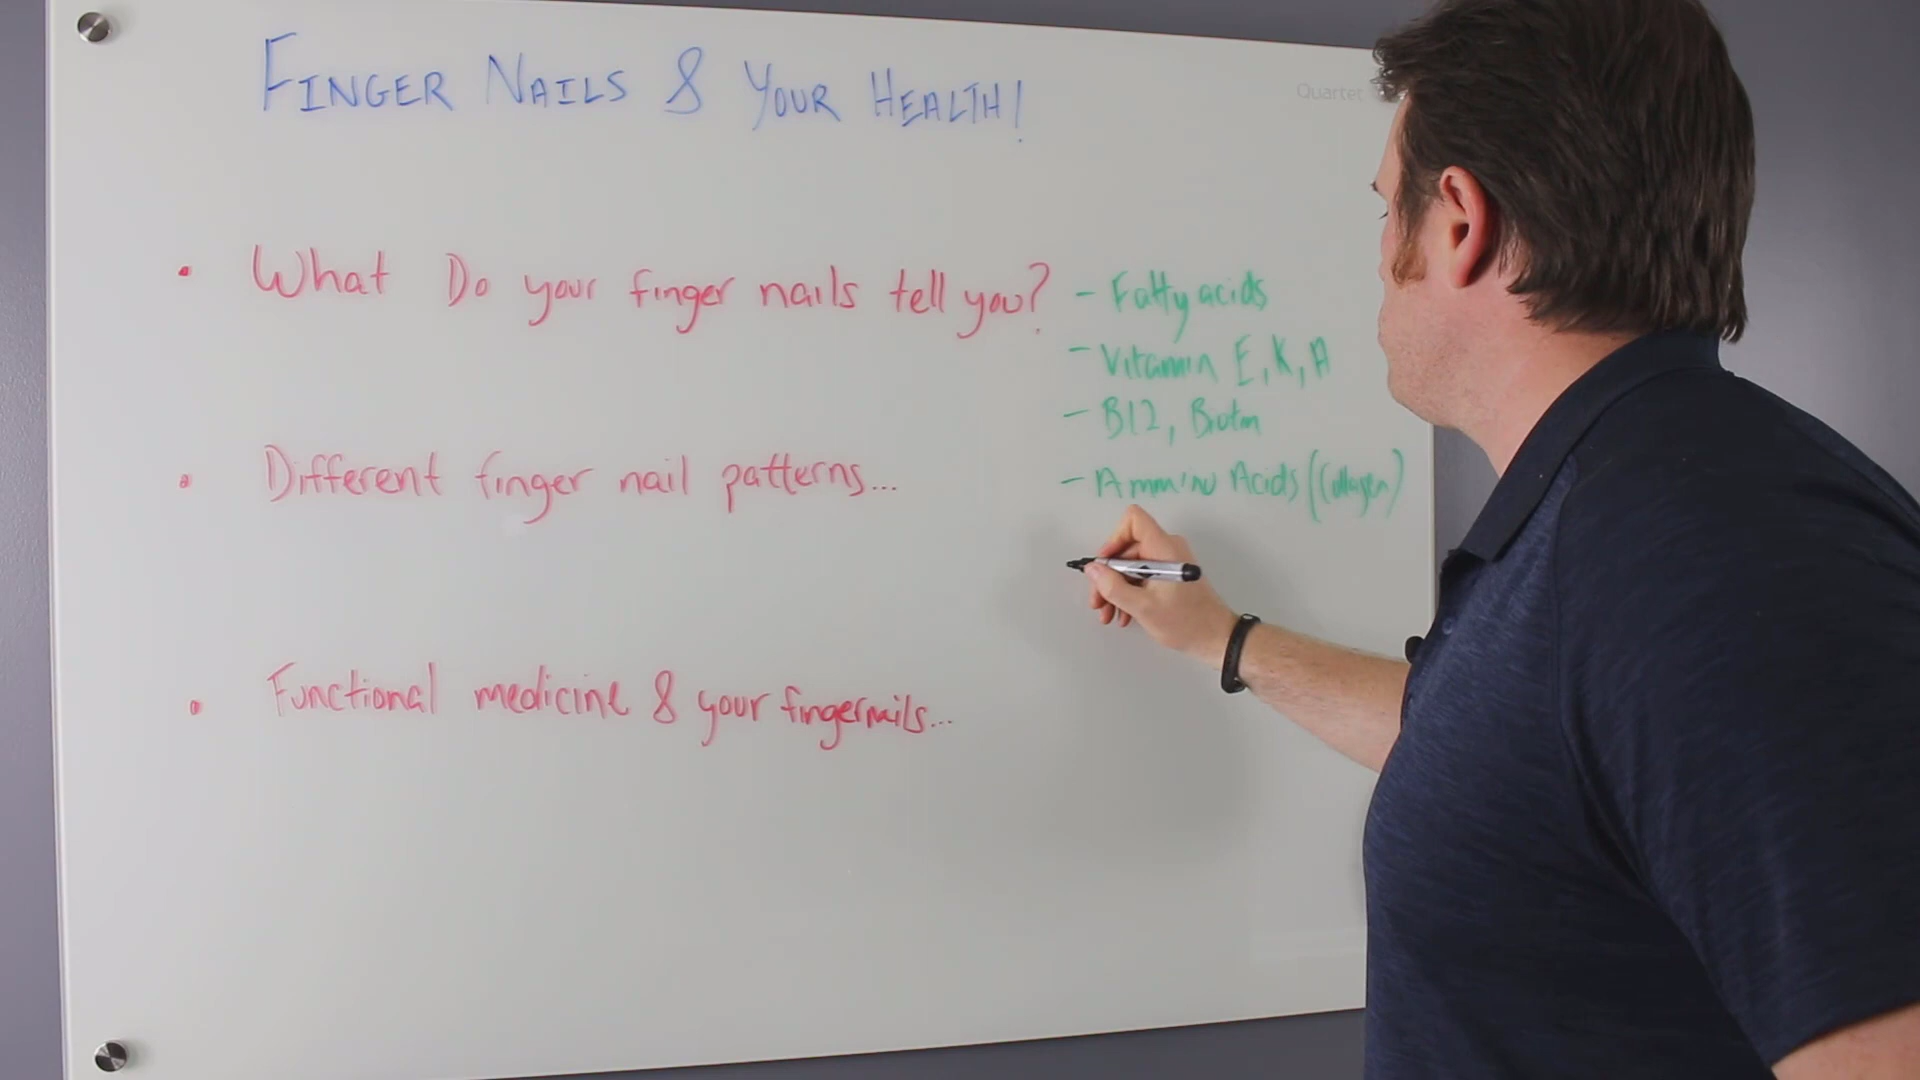 FINGER NAILS & YOUR HEALTH!
Quartet
• What Do your finger nails tell you?
- Fatty acids
- Vitamin E, K, A
- B12, Biotin
- Ammino Acids (Collagen)
• Different finger nail patterns...
• Functional medicine & your fingernails...